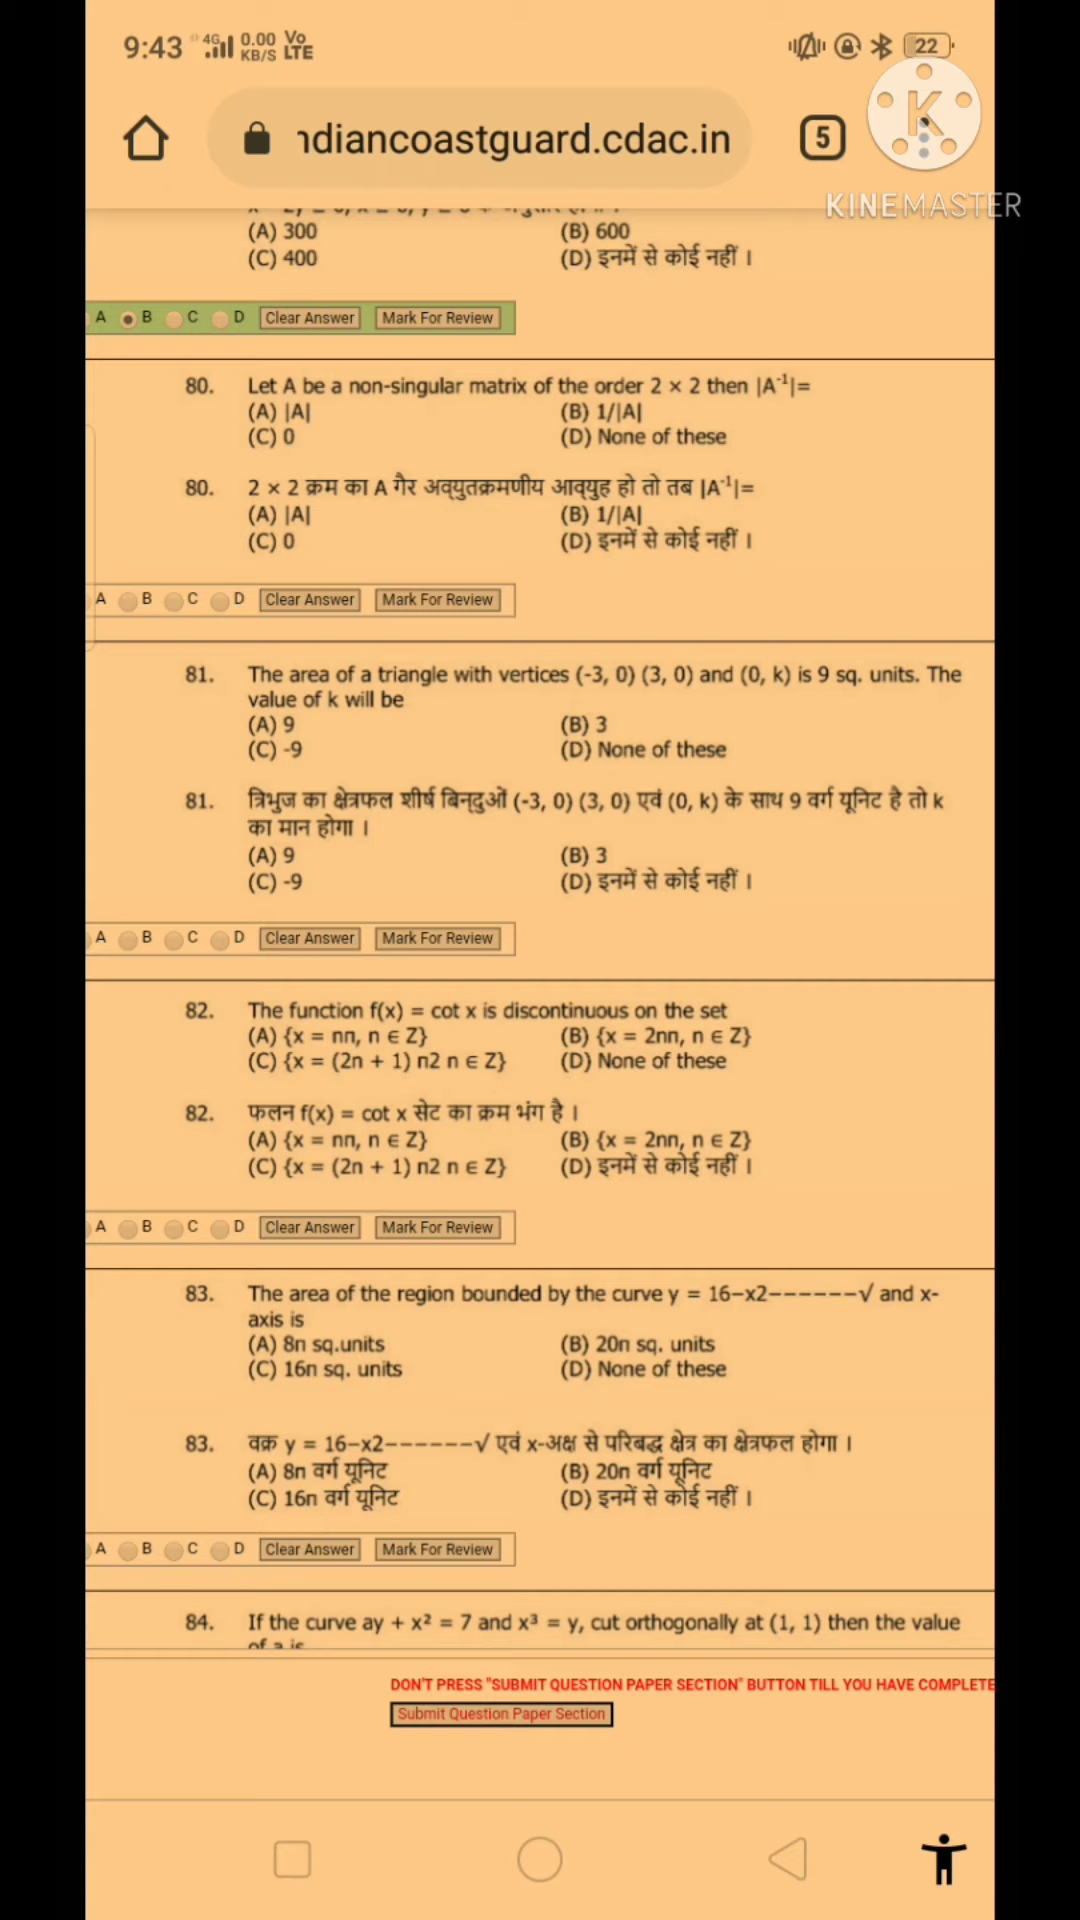 9:43 4G 0.00 KB/S Vo LTE 22
ndiancoastguard.cdac.in 5 K
KINEMASTER
(A) 300 (B) 600
(C) 400 (D) इनमें से कोई नहीं ।
A B C D Clear Answer Mark For Review
80. Let A be a non-singular matrix of the order 2 × 2 then |A⁻¹|=
(A) |A| (B) 1/|A|
(C) 0 (D) None of these
80. 2 × 2 क्रम का A गैर अव्युतक्रमणीय आव्युह हो तो तब |A⁻¹|=
(A) |A| (B) 1/|A|
(C) 0 (D) इनमें से कोई नहीं ।
A B C D Clear Answer Mark For Review
81. The area of a triangle with vertices (-3, 0) (3, 0) and (0, k) is 9 sq. units. The
value of k will be
(A) 9 (B) 3
(C) -9 (D) None of these
81. त्रिभुज का क्षेत्रफल शीर्ष बिन्दुओं (-3, 0) (3, 0) एवं (0, k) के साथ 9 वर्ग यूनिट है तो k
का मान होगा ।
(A) 9 (B) 3
(C) -9 (D) इनमें से कोई नहीं ।
A B C D Clear Answer Mark For Review
82. The function f(x) = cot x is discontinuous on the set
(A) {x = nπ, n ∈ Z} (B) {x = 2nπ, n ∈ Z}
(C) {x = (2n + 1) π2 n ∈ Z} (D) None of these
82. फलन f(x) = cot x सेट का क्रम भंग है ।
(A) {x = nπ, n ∈ Z} (B) {x = 2nπ, n ∈ Z}
(C) {x = (2n + 1) π2 n ∈ Z} (D) इनमें से कोई नहीं ।
A B C D Clear Answer Mark For Review
83. The area of the region bounded by the curve y = 16−x2------√ and x-
axis is
(A) 8π sq.units (B) 20π sq. units
(C) 16π sq. units (D) None of these
83. वक्र y = 16−x2------√ एवं x-अक्ष से परिबद्ध क्षेत्र का क्षेत्रफल होगा ।
(A) 8π वर्ग यूनिट (B) 20π वर्ग यूनिट
(C) 16π वर्ग यूनिट (D) इनमें से कोई नहीं ।
A B C D Clear Answer Mark For Review
84. If the curve ay + x² = 7 and x³ = y, cut orthogonally at (1, 1) then the value
of a is
DON'T PRESS "SUBMIT QUESTION PAPER SECTION" BUTTON TILL YOU HAVE COMPLETE
Submit Question Paper Section